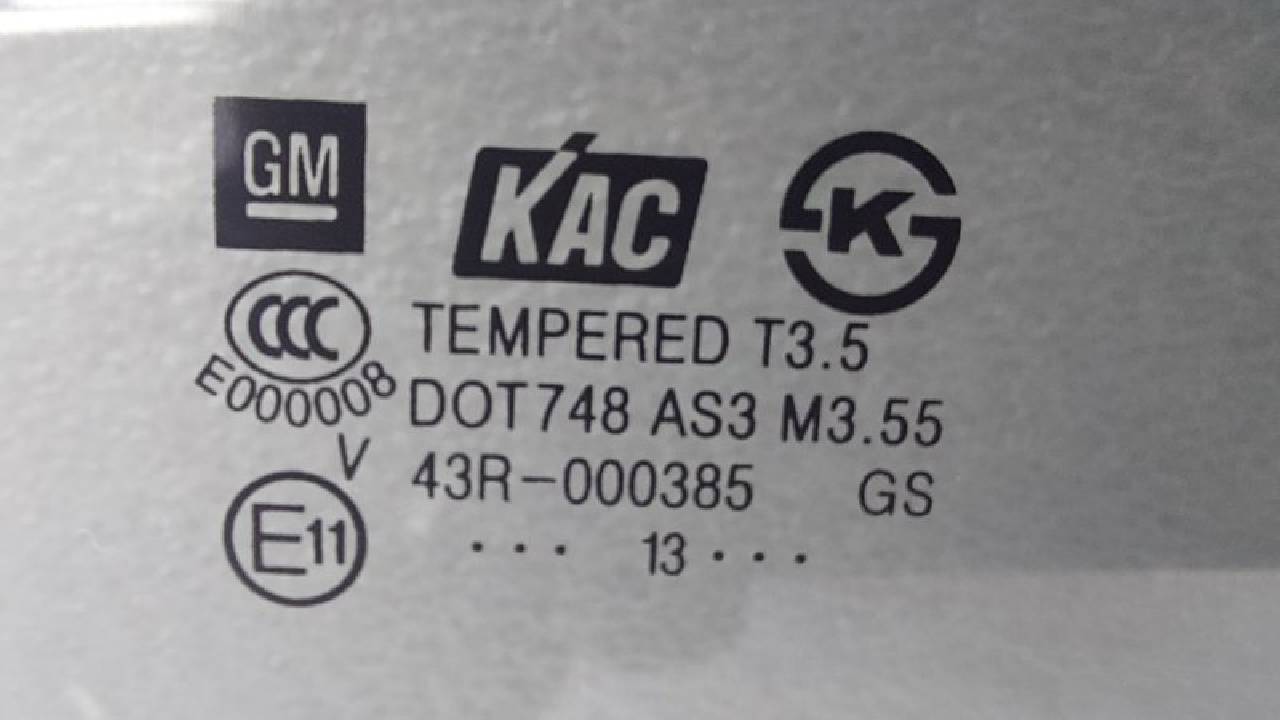 GM
KAC
K
CCC
E000008
TEMPERED T3.5
DOT748 AS3 M3.55
V
43R-000385 GS
E11
··· 13 ···